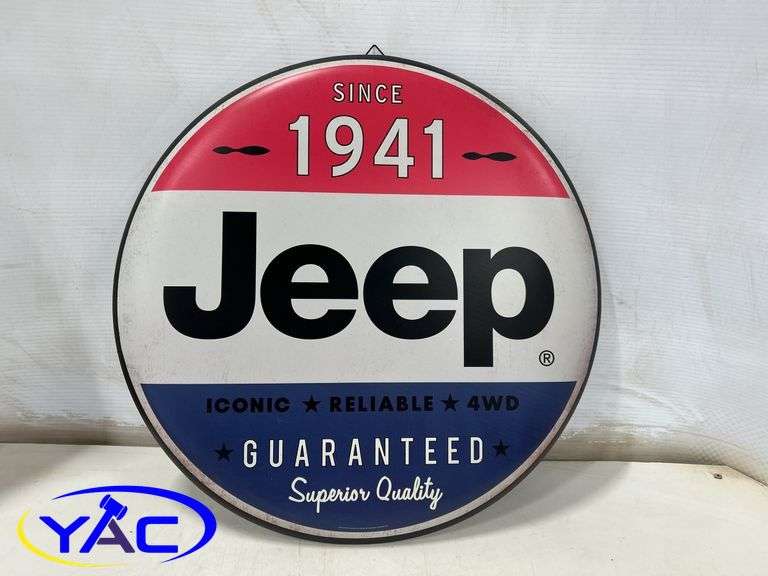 SINCE
1941
Jeep®
ICONIC ★ RELIABLE ★ 4WD
★ GUARANTEED ★
Superior Quality
YAC